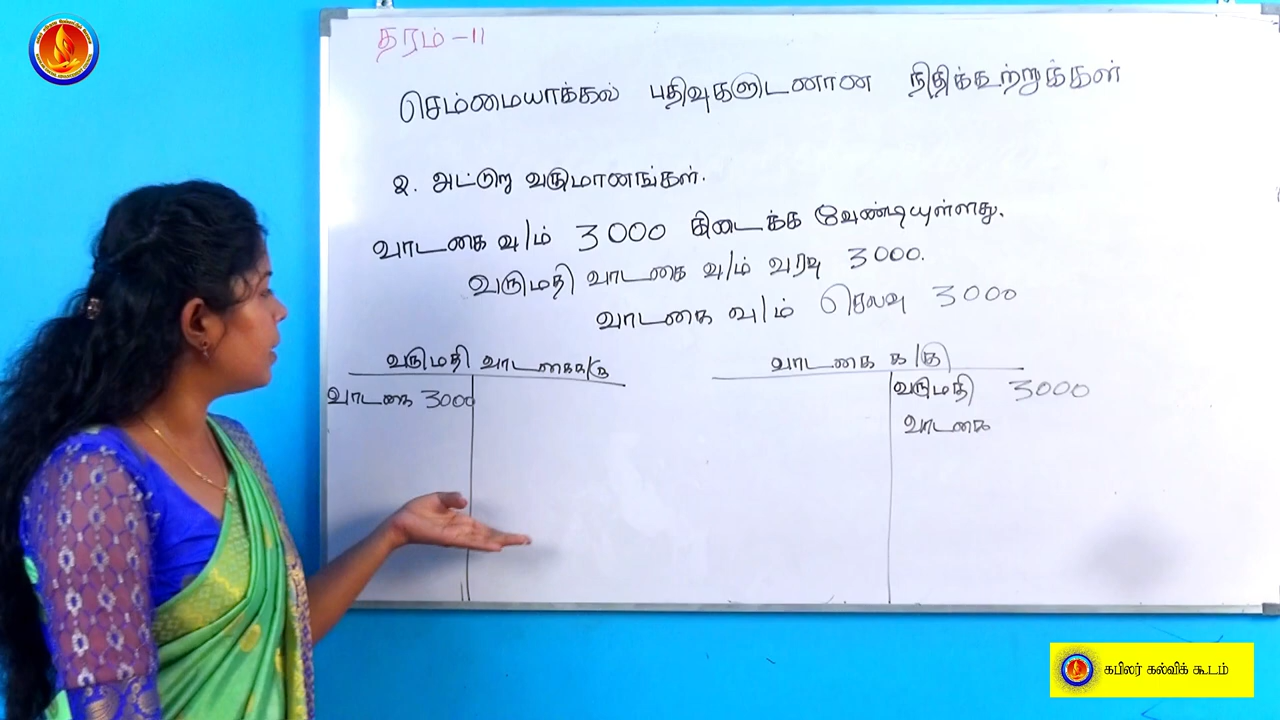 தரம் -11
செம்மையாக்கல் பதிவுகளுடனான நிதிக்கூற்றுக்கள்
2. அட்டுறு வருமானங்கள்.
வாடகை வ/ம் 3000 கிடைக்க வேண்டியுள்ளது.
வருமதி வாடகை வ/ம் வரவு 3000.
வாடகை வ/ம் செலவு 3000
வருமதி வாடகைக/கு
வாடகை க/கு
வாடகை 3000
வருமதி 3000
வாடகை
கபிலர் கல்விக் கூடம்